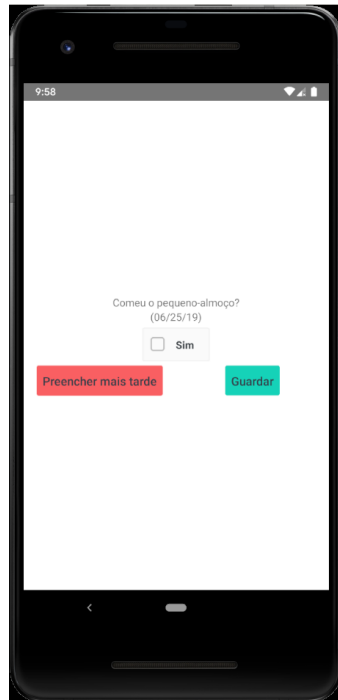 9:58
Comeu o pequeno-almoço?
(06/25/19)
Sim
Preencher mais tarde
Guardar